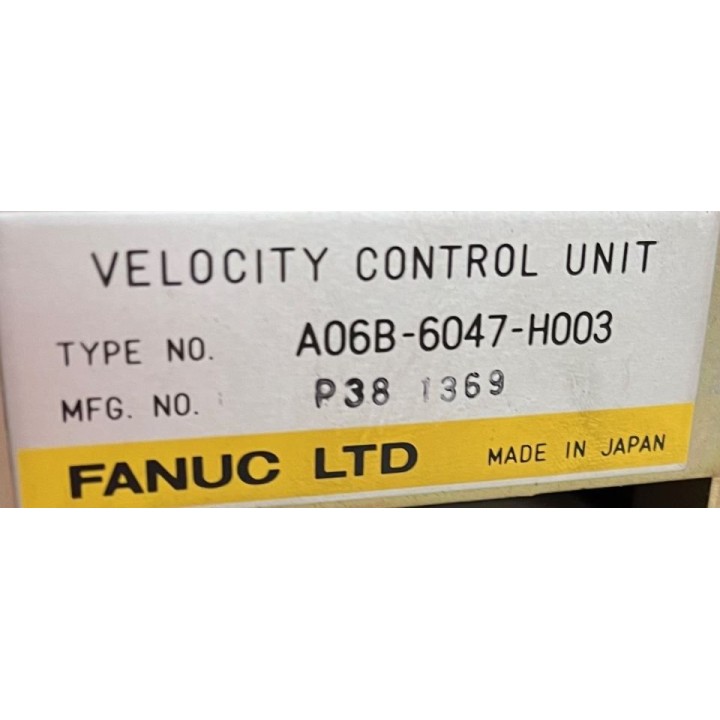 VELOCITY CONTROL UNIT
TYPE NO. A06B-6047-H003
MFG. NO. P38 1369
FANUC LTD MADE IN JAPAN